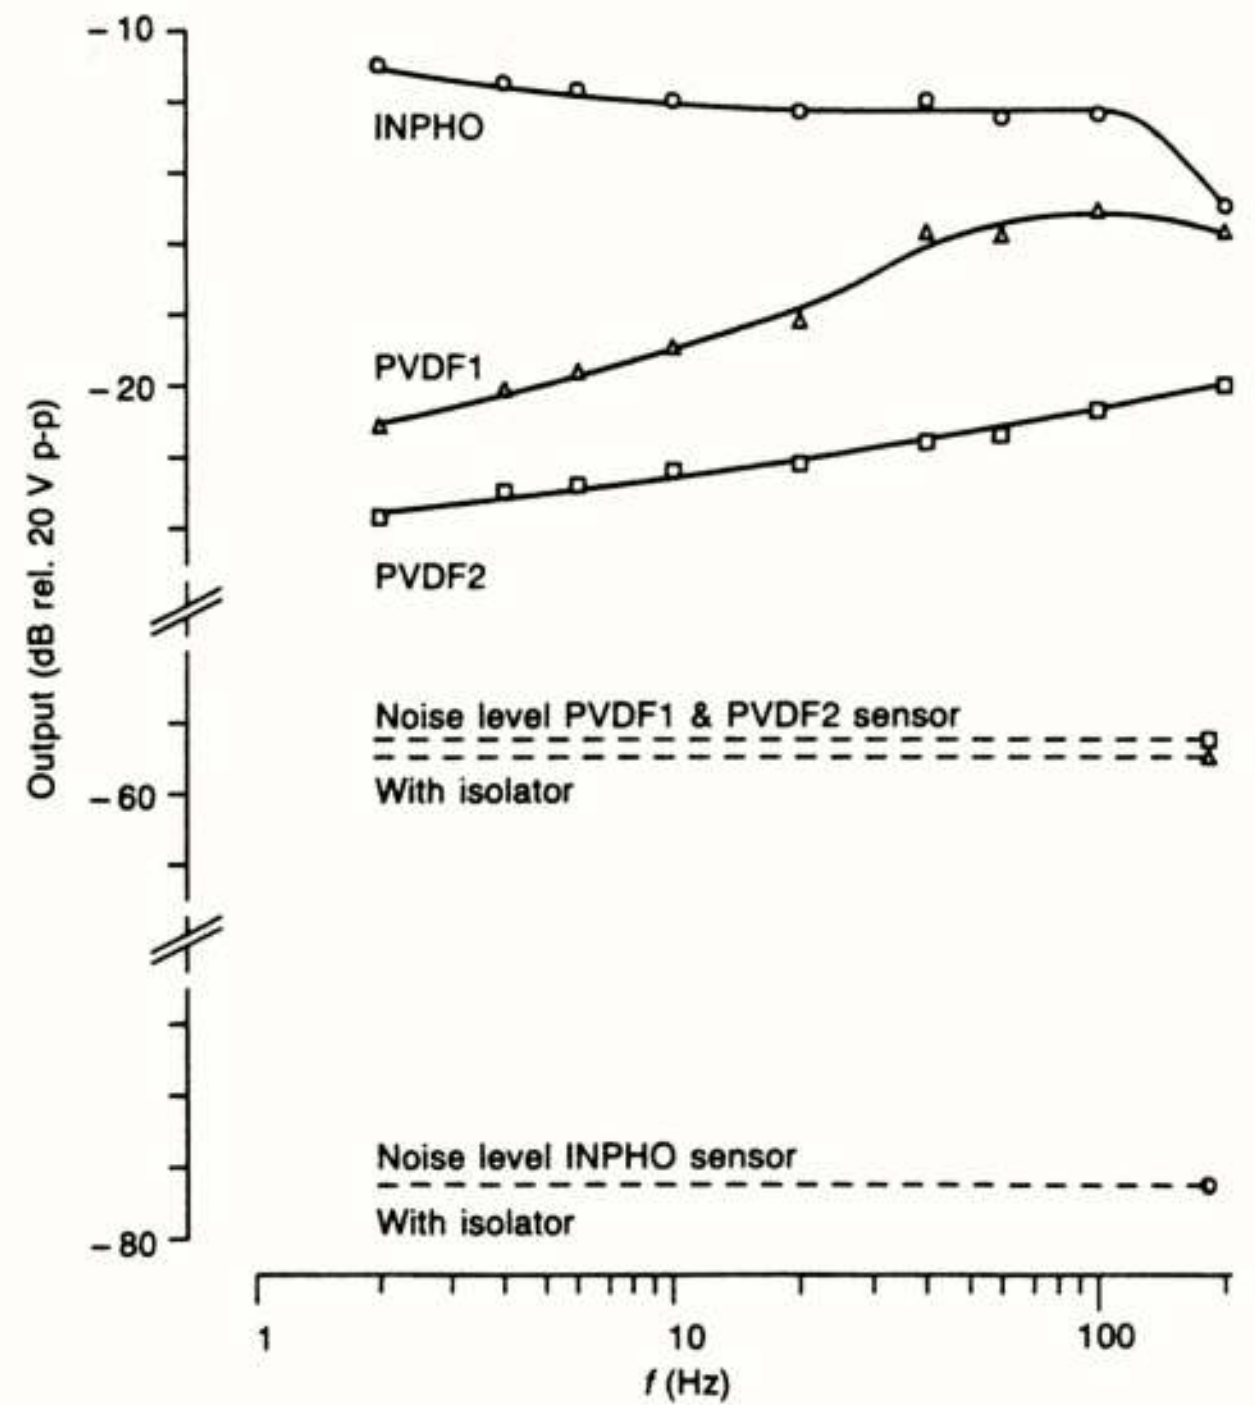 -10
INPHO
PVDF1
-20
PVDF2
Output (dB rel. 20 V p-p)
Noise level PVDF1 & PVDF2 sensor
With isolator
-60
Noise level INPHO sensor
With isolator
-80
1 10 100
f (Hz)